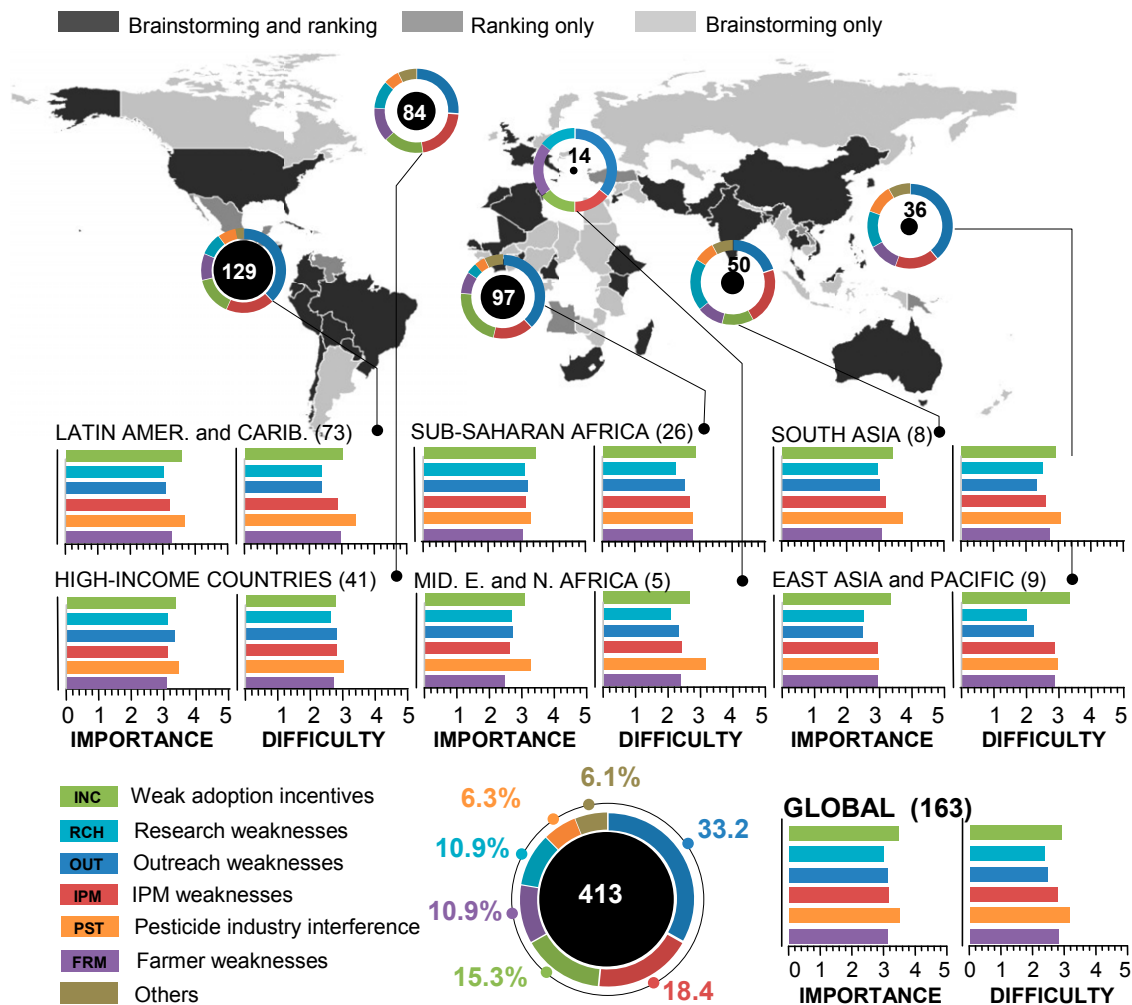 Brainstorming and ranking Ranking only Brainstorming only
84
14
36
50
129
97
LATIN AMER. and CARIB. (73) SUB-SAHARAN AFRICA (26) SOUTH ASIA (8)
HIGH-INCOME COUNTRIES (41) MID. E. and N. AFRICA (5) EAST ASIA and PACIFIC (9)
0 1 2 3 4 5 1 2 3 4 5 0 1 2 3 4 5 1 2 3 4 5 0 1 2 3 4 5 1 2 3 4 5
IMPORTANCE DIFFICULTY IMPORTANCE DIFFICULTY IMPORTANCE DIFFICULTY
INC Weak adoption incentives
RCH Research weaknesses
OUT Outreach weaknesses
IPM IPM weaknesses
PST Pesticide industry interference
FRM Farmer weaknesses
Others
6.1%
6.3%
33.2
10.9%
413
10.9%
15.3%
18.4
GLOBAL (163)
0 1 2 3 4 5 1 2 3 4 5
IMPORTANCE DIFFICULTY